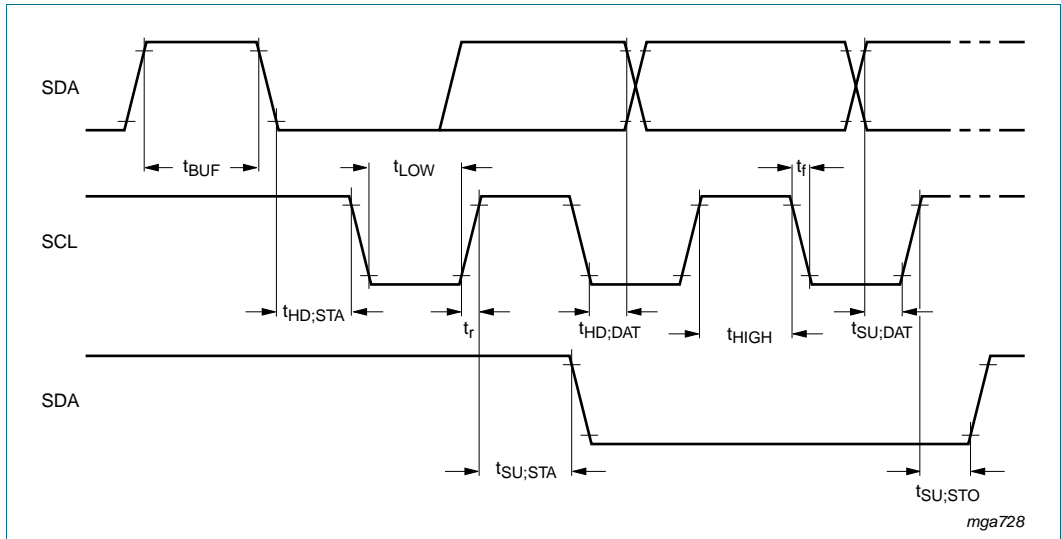 SDA
tBUF
tLOW
tf
SCL
tHD;STA
tr
tHD;DAT
tHIGH
tSU;DAT
SDA
tSU;STA
tSU;STO
mga728